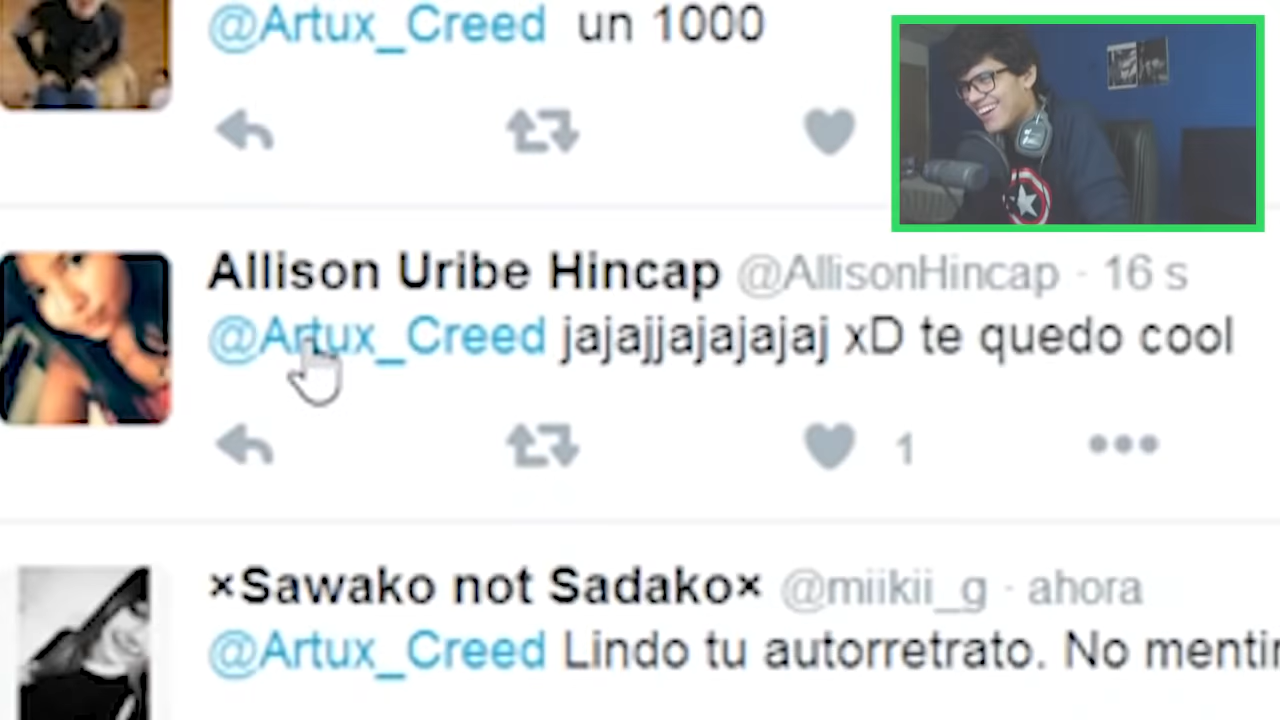 @Artux_Creed un 1000
Allison Uribe Hincap @AllisonHincap · 16 s
@Artux_Creed jajajjajajajaj xD te quedo cool
1
×Sawako not Sadako× @miikii_g · ahora
@Artux_Creed Lindo tu autorretrato. No mentir